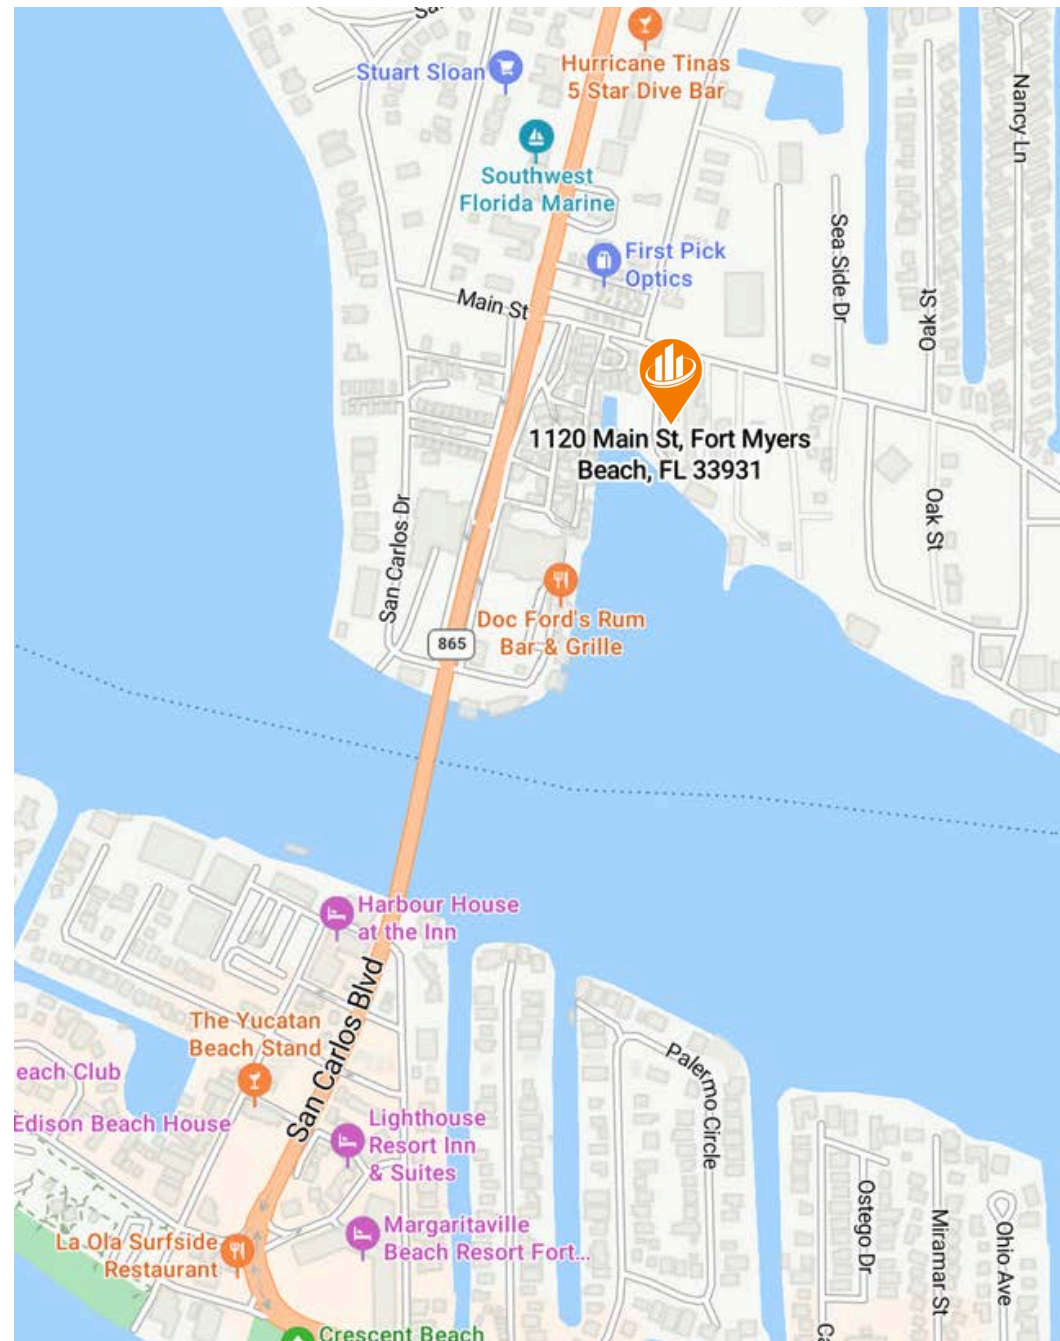 Stuart Sloan
Hurricane Tinas
5 Star Dive Bar
Nancy Ln
Southwest
Florida Marine
First Pick
Optics
Sea Side Dr
Oak St
Main St
1120 Main St, Fort Myers
Beach, FL 33931
San Carlos Dr
Oak St
Doc Ford's Rum
Bar & Grille
865
Harbour House
at the Inn
San Carlos Blvd
The Yucatan
Beach Stand
Palermo Circle
each Club
Edison Beach House
Lighthouse
Resort Inn
& Suites
Ostego Dr
Miramar St
Ohio Ave
Margaritaville
Beach Resort Fort...
La Ola Surfside
Restaurant
Crescent Beach